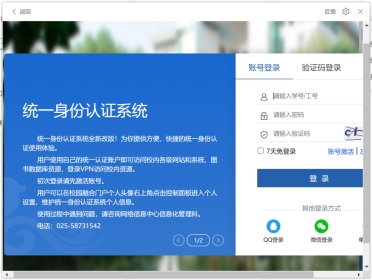 返回
反馈
账号登录
验证码登录
统一身份认证系统
统一身份认证系统全新改版！为你提供方便、快捷的统一身份认证使用体验。
用户使用自己的统一认证账户即可访问校内各级网站和系统、图书数据库资源、登录VPN访问校内资源。
初次登录请先激活账号。
用户可以在校园融合门户个人头像右上角点击控制面板进入个人设置，维护统一身份认证系统个人信息。
使用过程中遇到问题，请咨询网络信息中心信息化管理科。
电话：025-58731542
1/2
请输入学号/工号
请输入密码
请输入验证码
7天免登录
账号激活
登 录
其他登录方式
QQ登录
微信登录